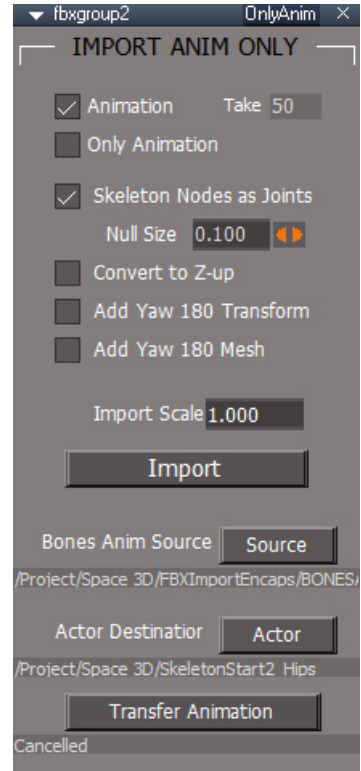 fbxgroup2 OnlyAnim
IMPORT ANIM ONLY
Animation Take 50
Only Animation
Skeleton Nodes as Joints
Null Size 0.100
Convert to Z-up
Add Yaw 180 Transform
Add Yaw 180 Mesh
Import Scale 1.000
Import
Bones Anim Source Source
/Project/Space 3D/FBXImportEncaps/BONES/
Actor Destinatior Actor
/Project/Space 3D/SkeletonStart2 Hips
Transfer Animation
Cancelled